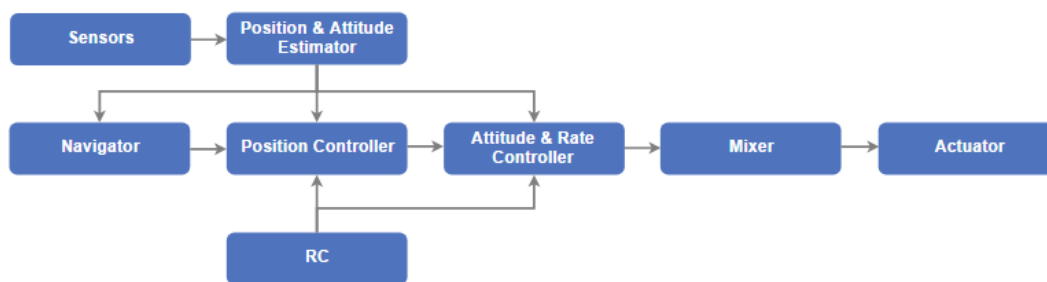 Sensors
Position & Attitude
Estimator
Navigator
Position Controller
Attitude & Rate
Controller
Mixer
Actuator
RC